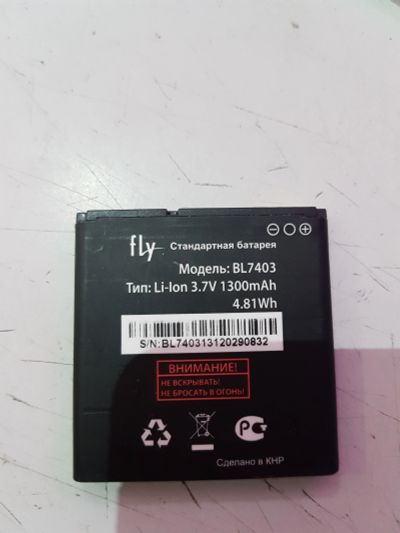 fly Стандартная батарея
Модель: BL7403
Тип: Li-Ion 3.7V 1300mAh
4.81Wh
S/N:BL740313120290832
ВНИМАНИЕ!
НЕ ВСКРЫВАТЬ!
НЕ БРОСАТЬ В ОГОНЬ!
Сделано в КНР